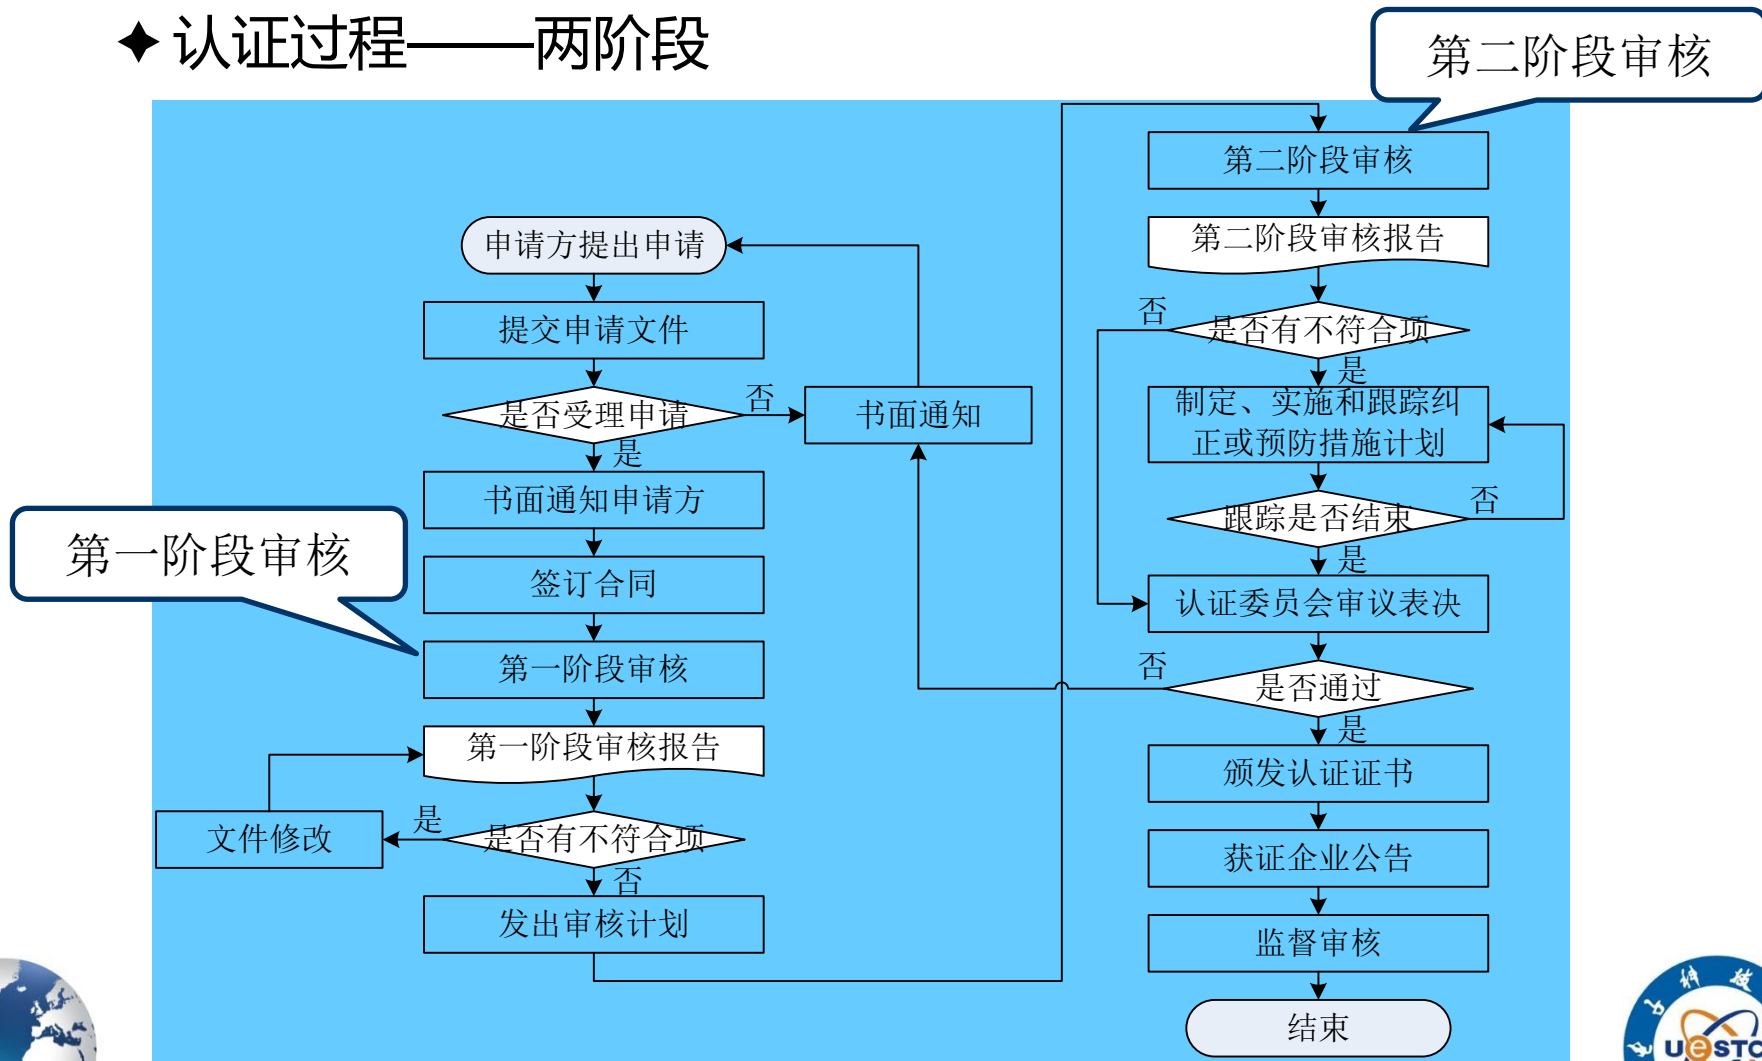 认证过程——两阶段
第二阶段审核
第一阶段审核
申请方提出申请
提交申请文件
是否受理申请
否
书面通知
是
书面通知申请方
签订合同
第一阶段审核
第一阶段审核报告
是否有不符合项
是
文件修改
否
发出审核计划
第二阶段审核
第二阶段审核报告
否
是否有不符合项
是
制定、实施和跟踪纠
正或预防措施计划
跟踪是否结束
否
是
认证委员会审议表决
否
是否通过
是
颁发认证证书
获证企业公告
监督审核
结束
科技
UESTC